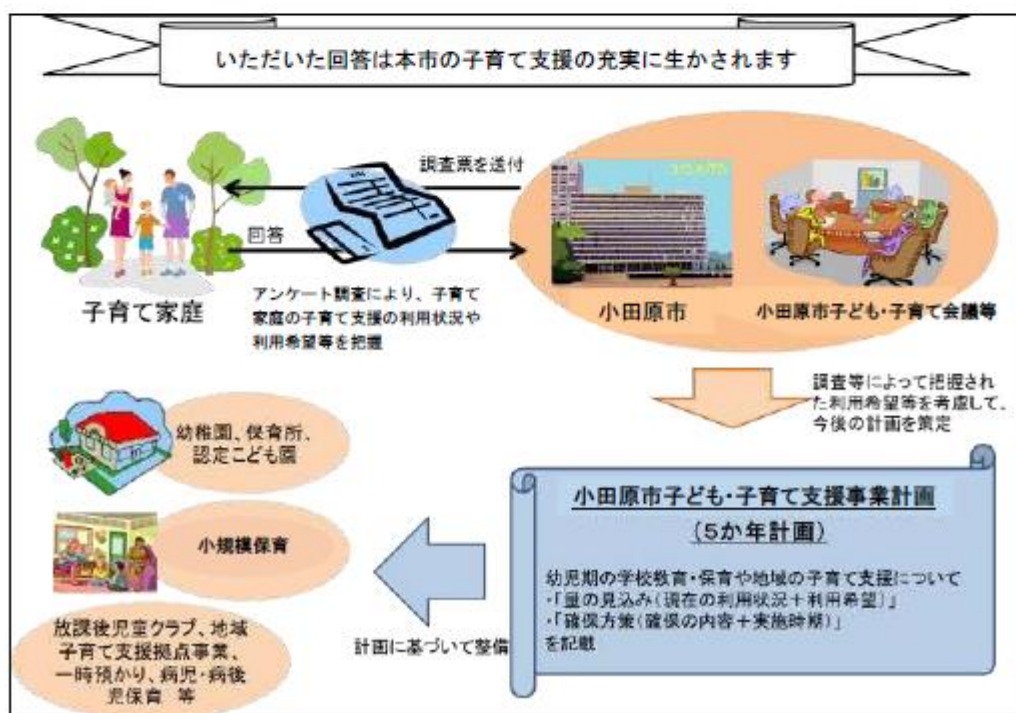 いただいた回答は本市の子育て支援の充実に生かされます
調査票を送付
回答
子育て家庭
アンケート調査により、子育て
家庭の子育て支援の利用状況や
利用希望等を把握
小田原市
小田原市子ども・子育て会議等
調査等によって把握され
た利用希望等を考慮して、
今後の計画を策定
小田原市子ども・子育て支援事業計画
(5か年計画)
幼児期の学校教育・保育や地域の子育て支援について
・「量の見込み(現在の利用状況+利用希望)」
・「確保方策(確保の内容+実施時期)」
を記載
計画に基づいて整備
幼稚園、保育所、
認定こども園
小規模保育
放課後児童クラブ、地域
子育て支援拠点事業、
一時預かり、病児・病後
児保育 等